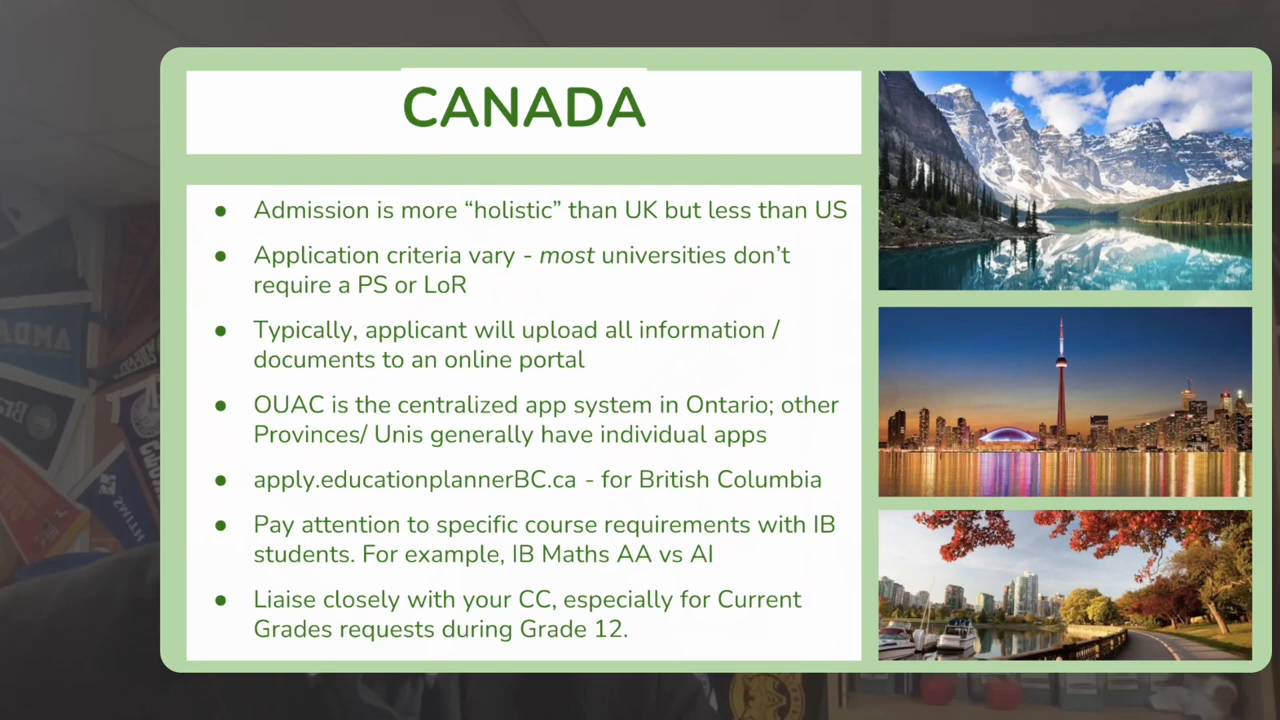 CANADA
● Admission is more “holistic” than UK but less than US
● Application criteria vary - most universities don’t
require a PS or LoR
● Typically, applicant will upload all information /
documents to an online portal
● OUAC is the centralized app system in Ontario; other
Provinces/ Unis generally have individual apps
● apply.educationplannerBC.ca - for British Columbia
● Pay attention to specific course requirements with IB
students. For example, IB Maths AA vs AI
● Liaise closely with your CC, especially for Current
Grades requests during Grade 12.